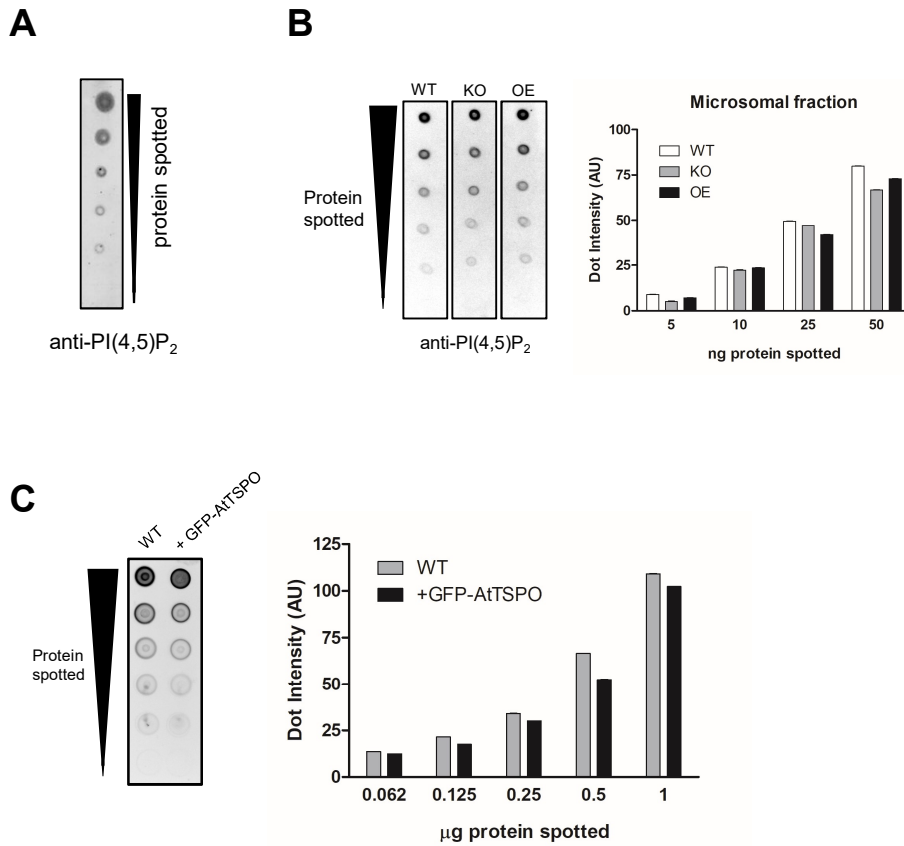 A
protein spotted
anti-PI(4,5)P2
B
WT KO OE
Protein
spotted
anti-PI(4,5)P2
Microsomal fraction
Dot Intensity (AU)
100
75
50
25
0
WT
KO
OE
5 10 25 50
ng protein spotted
C
WT + GFP-AtTSPO
Protein
spotted
Dot Intensity (AU)
125
100
75
50
25
0
WT
+GFP-AtTSPO
0.062 0.125 0.25 0.5 1
μg protein spotted